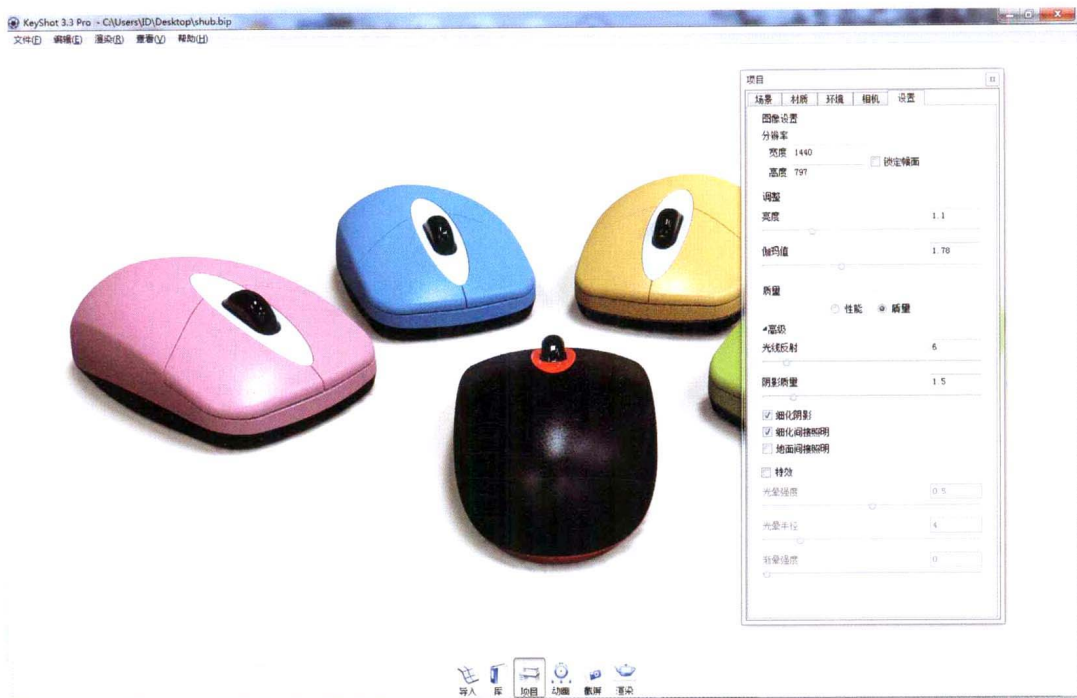 KeyShot 3.3 Pro - C:\Users\JD\Desktop\shub.bip
文件(F) 编辑(E) 渲染(R) 查看(V) 帮助(H)
项目
场景 材质 环境 相机 设置
图像设置
分辨率
宽度 1440
锁定幅面
高度 797
调整
亮度 1.1
伽玛值 1.78
质量
性能 质量
高级
光线反射 6
阴影质量 1.5
细化阴影
细化间接照明
地面间接照明
特效
光晕强度 0.5
光晕半径 4
渐晕强度 0
导入 库 项目 动画 截屏 渲染